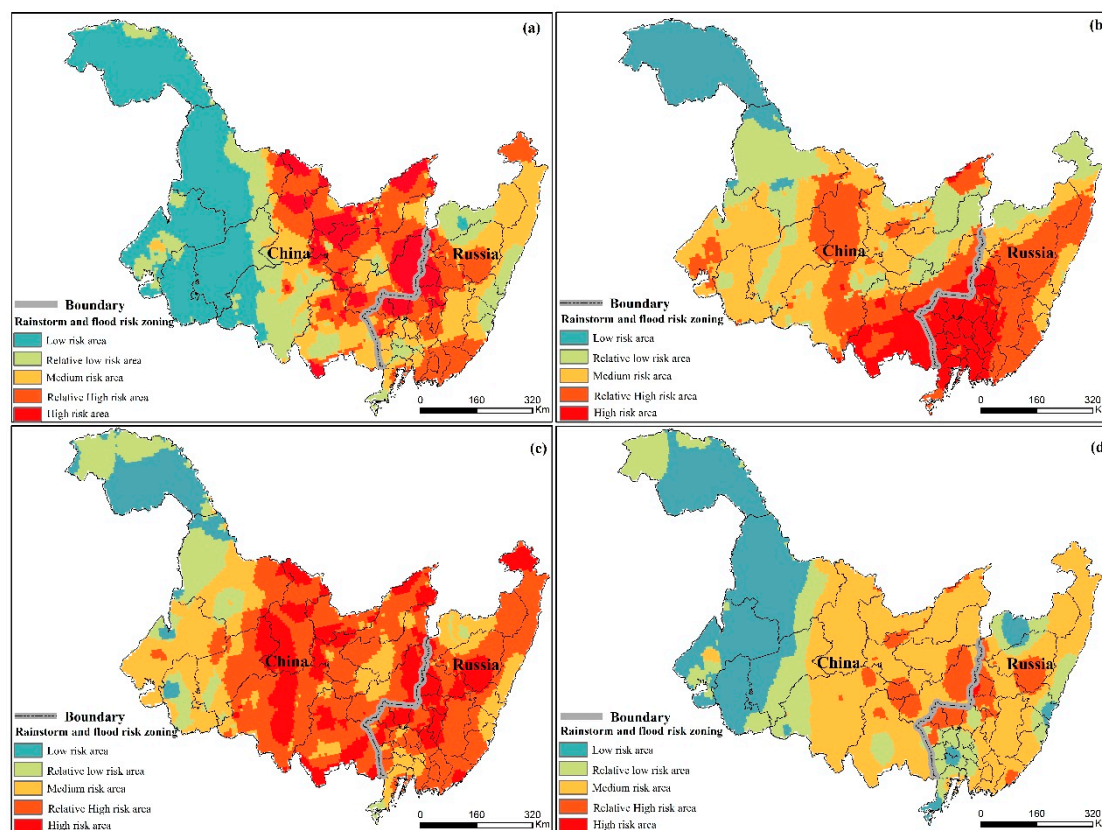 (a)
China
Russia
Boundary
Rainstorm and flood risk zoning
Low risk area
Relative low risk area
Medium risk area
Relative High risk area
High risk area
0 160 320
Km
(b)
China
Russia
Boundary
Rainstorm and flood risk zoning
Low risk area
Relative low risk area
Medium risk area
Relative High risk area
High risk area
0 160 320
K
(c)
China
Russia
Boundary
Rainstorm and flood risk zoning
Low risk area
Relative low risk area
Medium risk area
Relative High risk area
High risk area
0 160 320
Km
(d)
China
Russia
Boundary
Rainstorm and flood risk zoning
Low risk area
Relative low risk area
Medium risk area
Relative High risk area
High risk area
0 160 320
K